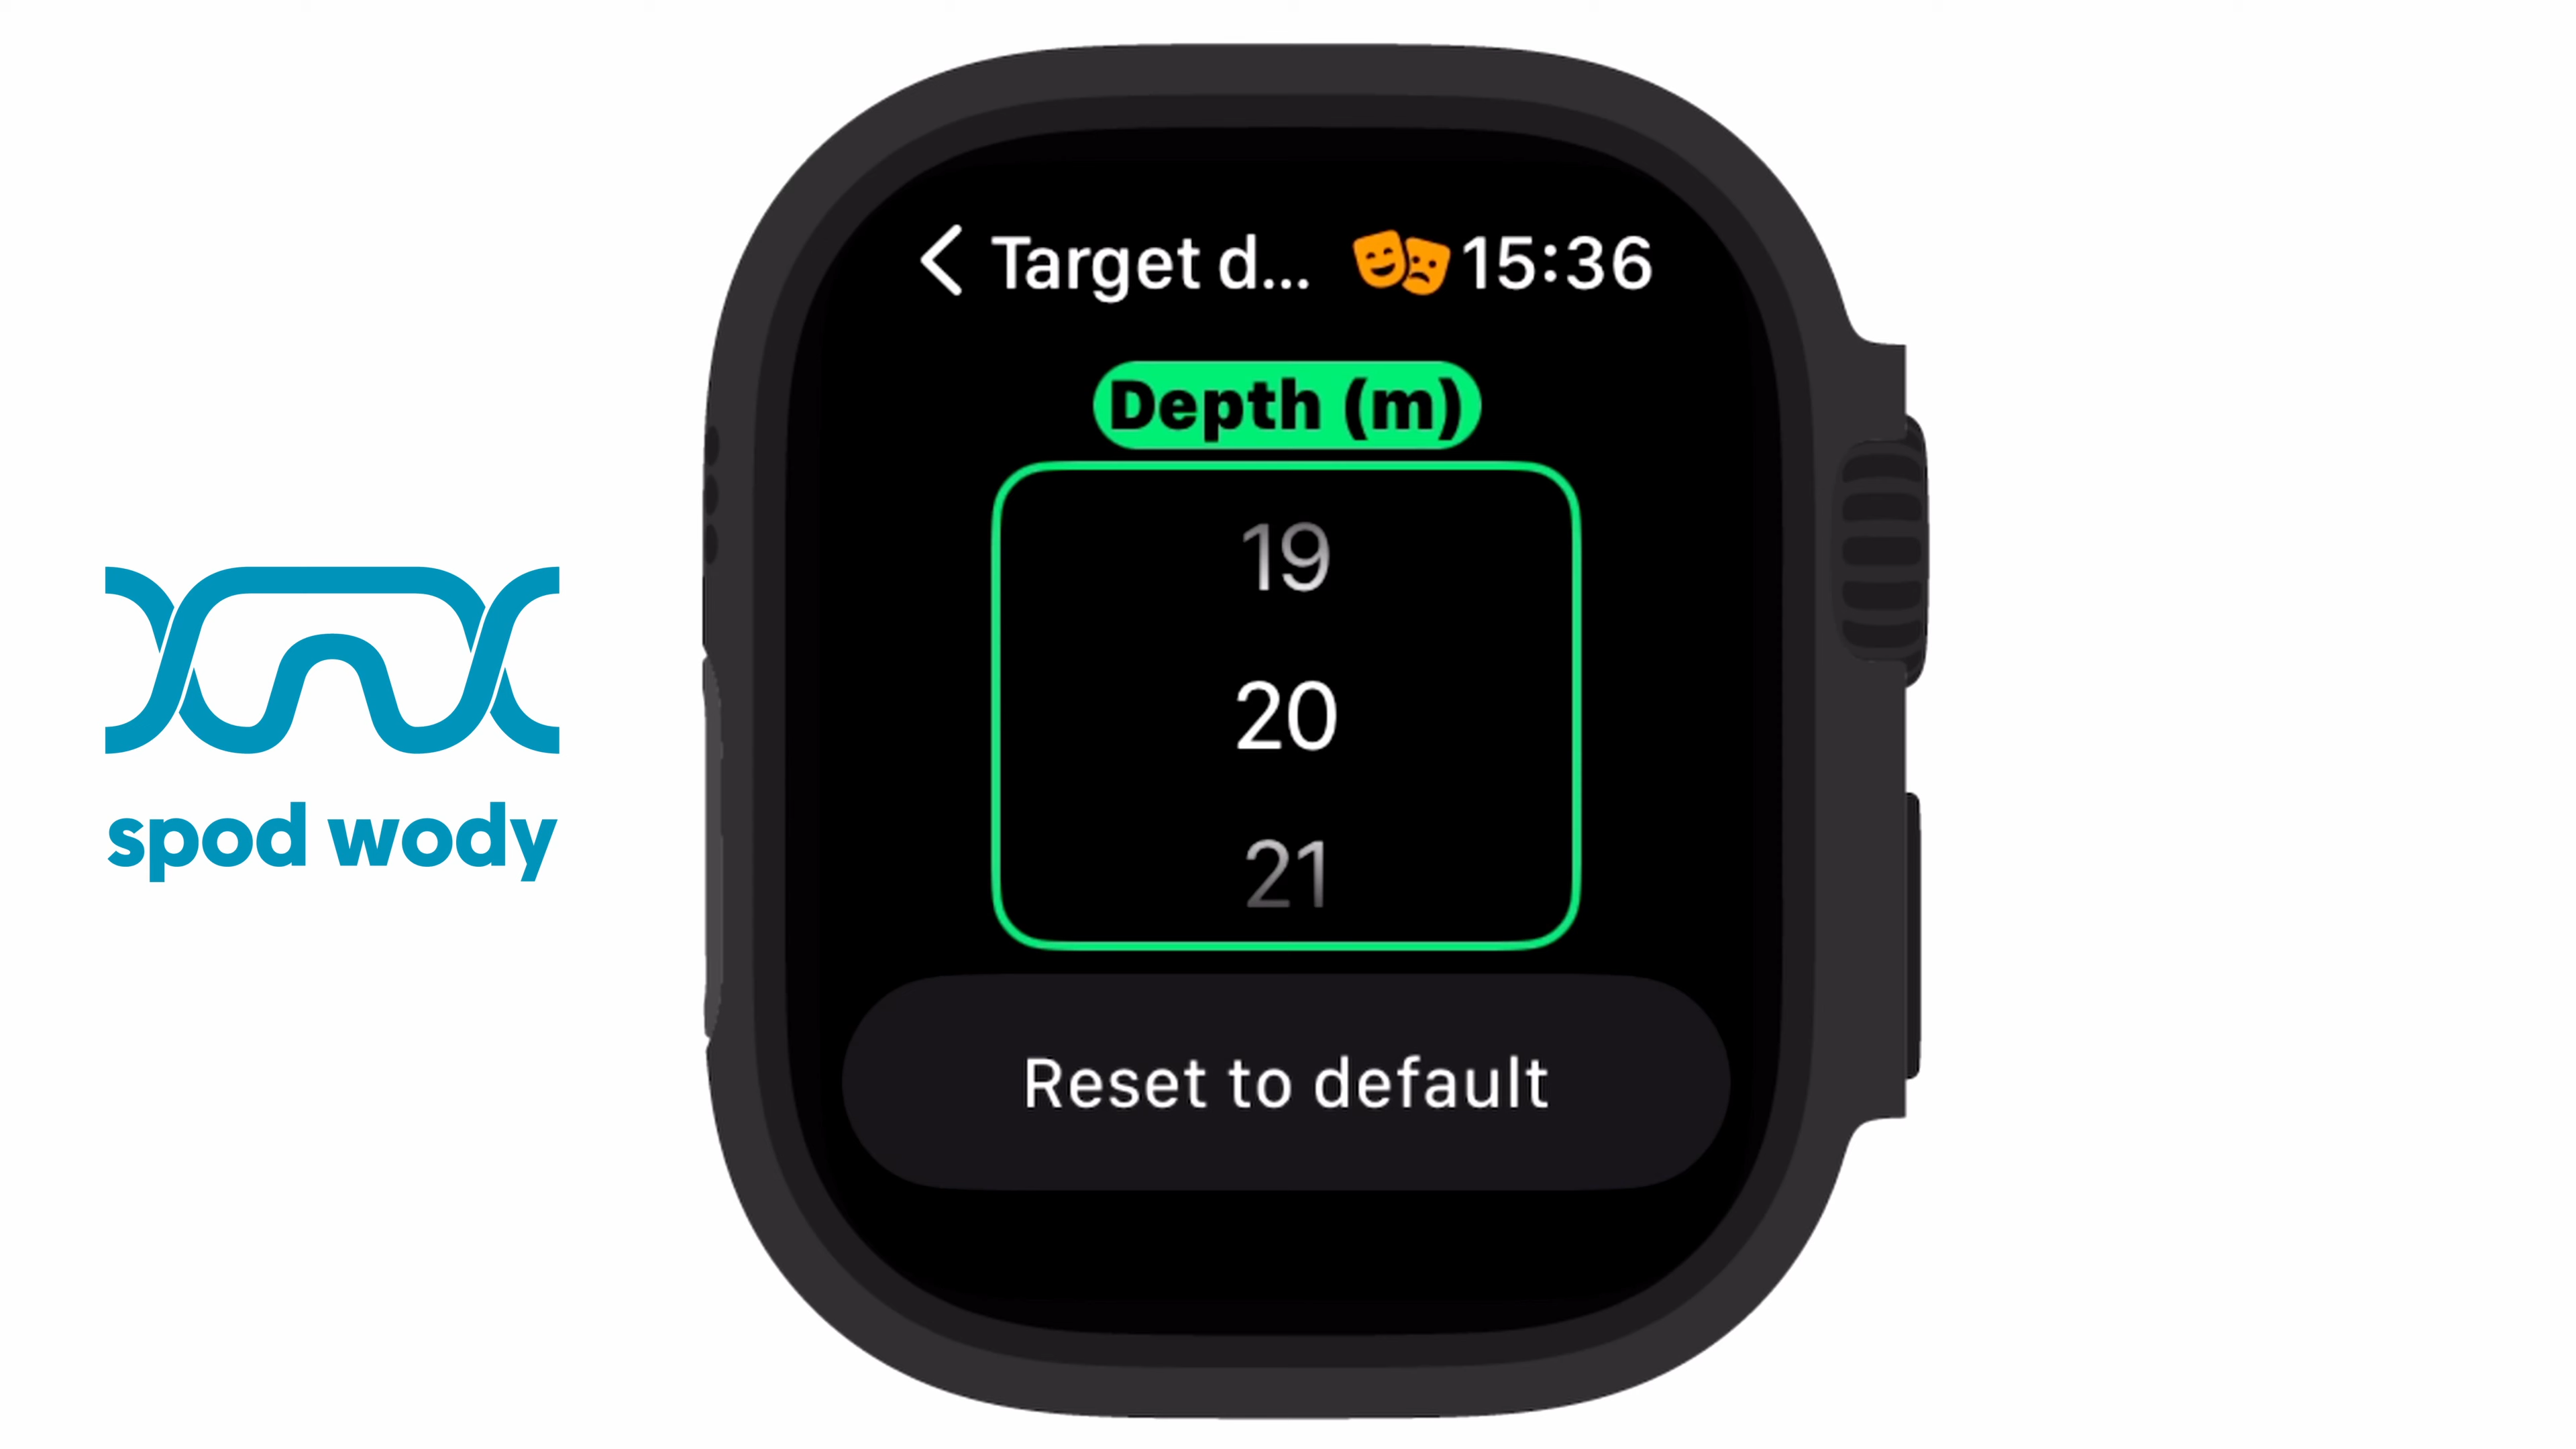 Target d... 15:36
Depth (m)
19
20
21
Reset to default
spod wody